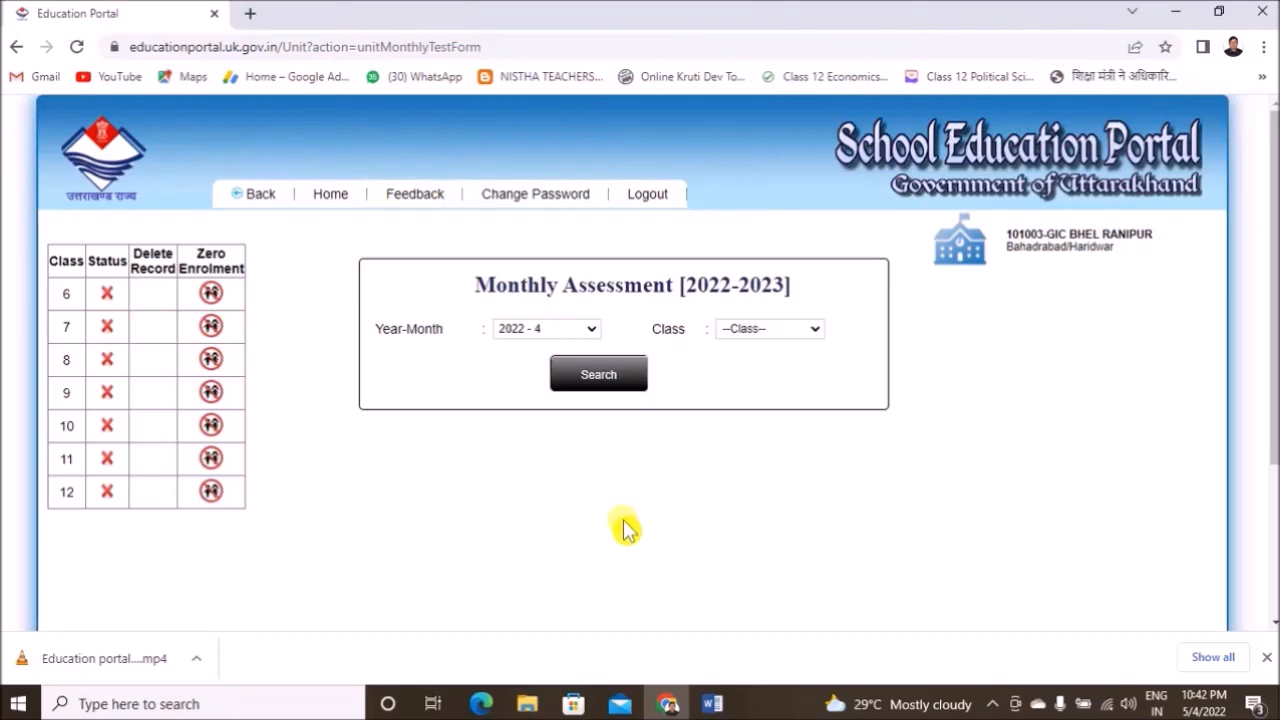 Education Portal
educationportal.uk.gov.in/Unit?action=unitMonthlyTestForm
Gmail YouTube Maps Home – Google Ad... (30) WhatsApp NISTHA TEACHERS... Online Kruti Dev To... Class 12 Economics... Class 12 Political Sci... शिक्षा मंत्री ने अधिकारि... »
School Education Portal
Government of Uttarakhand
उत्तराखण्ड राज्य
Back | Home | Feedback | Change Password | Logout |
101003-GIC BHEL RANIPUR
Bahadrabad/Haridwar
Class Status Delete Record Zero Enrolment
6
7
8
9
10
11
12
Monthly Assessment [2022-2023]
Year-Month : 2022 - 4 Class : --Class--
Search
Education portal....mp4
Show all
Type here to search
29°C Mostly cloudy
ENG
IN
10:42 PM
5/4/2022
3